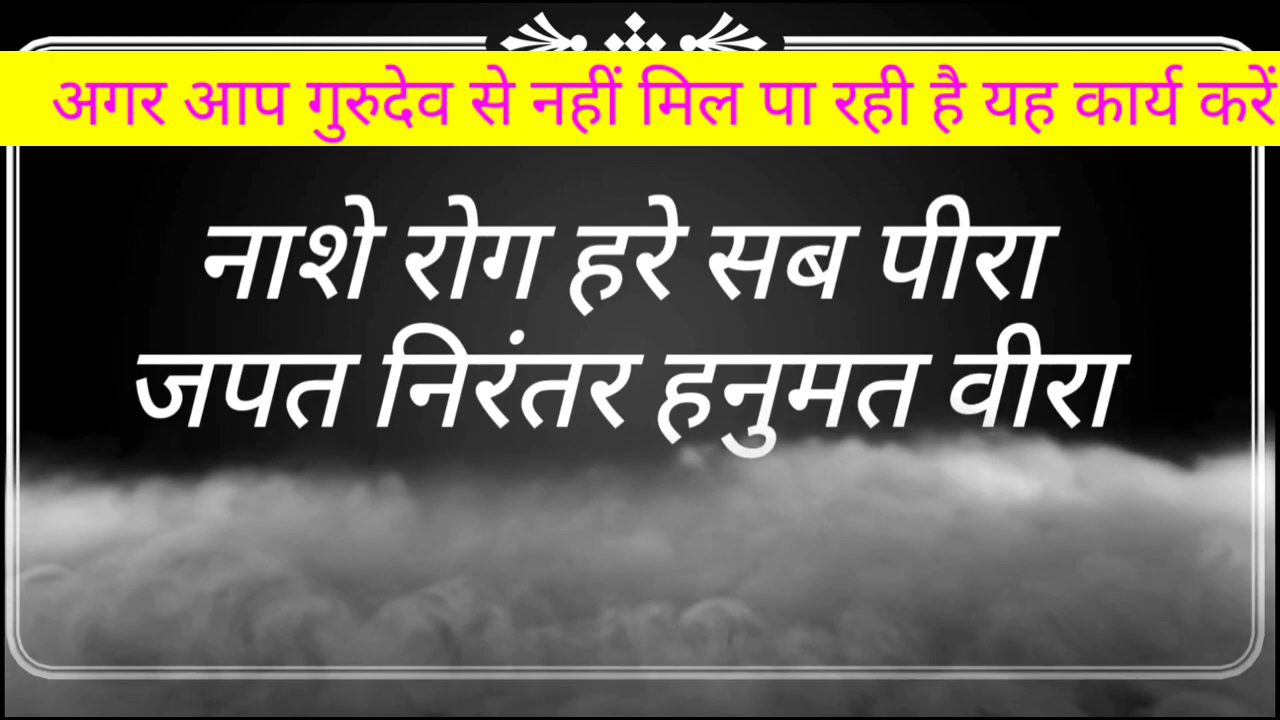 अगर आप गुरुदेव से नहीं मिल पा रही है यह कार्य करें
नाशे रोग हरे सब पीरा
जपत निरंतर हनुमत वीरा